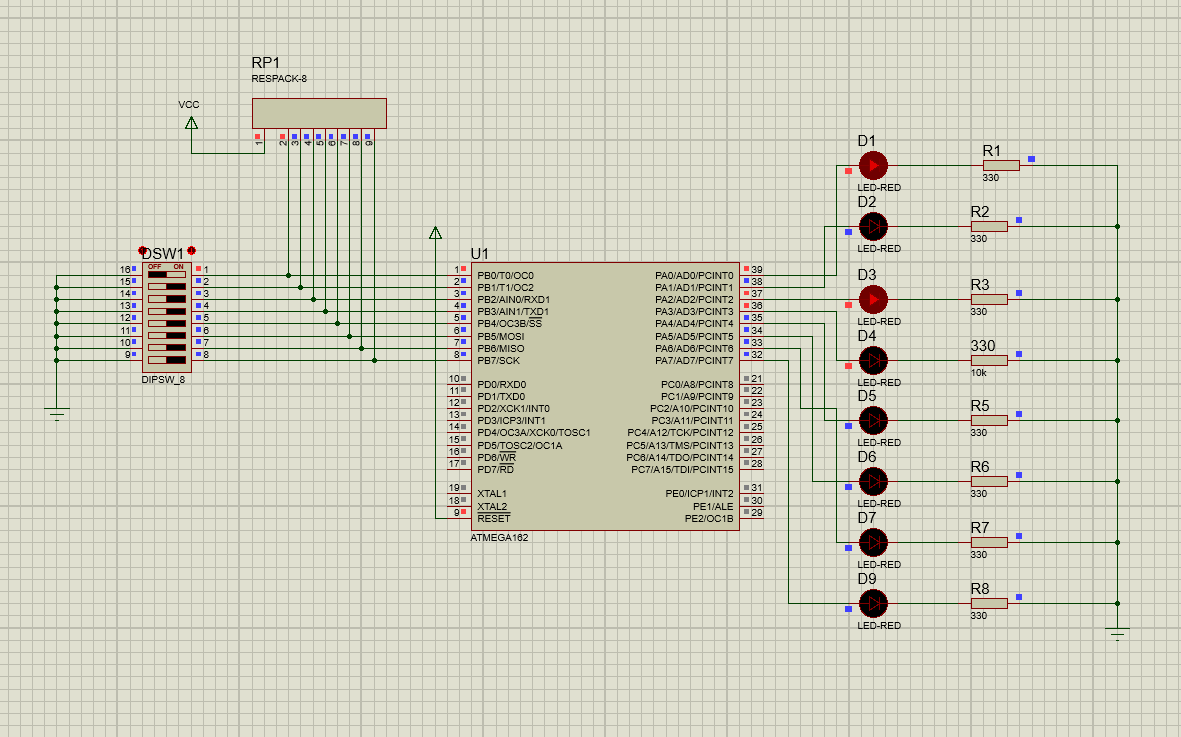 RP1
RESPACK-8
VCC
1 2 3 4 5 6 7 8 9
DSW1
OFF ON
16 1
15 2
14 3
13 4
12 5
11 6
10 7
9 8
DIPSW_8
U1
1 PB0/T0/OC0 PA0/AD0/PCINT0 39
2 PB1/T1/OC2 PA1/AD1/PCINT1 38
3 PB2/AIN0/RXD1 PA2/AD2/PCINT2 37
4 PB3/AIN1/TXD1 PA3/AD3/PCINT3 36
5 PB4/OC3B/SS PA4/AD4/PCINT4 35
6 PB5/MOSI PA5/AD5/PCINT5 34
7 PB6/MISO PA6/AD6/PCINT6 33
8 PB7/SCK PA7/AD7/PCINT7 32
10 PD0/RXD0 PC0/A8/PCINT8 21
11 PD1/TXD0 PC1/A9/PCINT9 22
12 PD2/XCK1/INT0 PC2/A10/PCINT10 23
13 PD3/ICP3/INT1 PC3/A11/PCINT11 24
14 PD4/OC3A/XCK0/TOSC1 PC4/A12/TCK/PCINT12 25
15 PD5/TOSC2/OC1A PC5/A13/TMS/PCINT13 26
16 PD6/WR PC6/A14/TDO/PCINT14 27
17 PD7/RD PC7/A15/TDI/PCINT15 28
19 XTAL1 PE0/ICP1/INT2 31
18 XTAL2 PE1/ALE 30
9 RESET PE2/OC1B 29
ATMEGA162
D1
LED-RED
R1
330
D2
LED-RED
R2
330
D3
LED-RED
R3
330
D4
LED-RED
330
10k
D5
LED-RED
R5
330
D6
LED-RED
R6
330
D7
LED-RED
R7
330
D9
LED-RED
R8
330